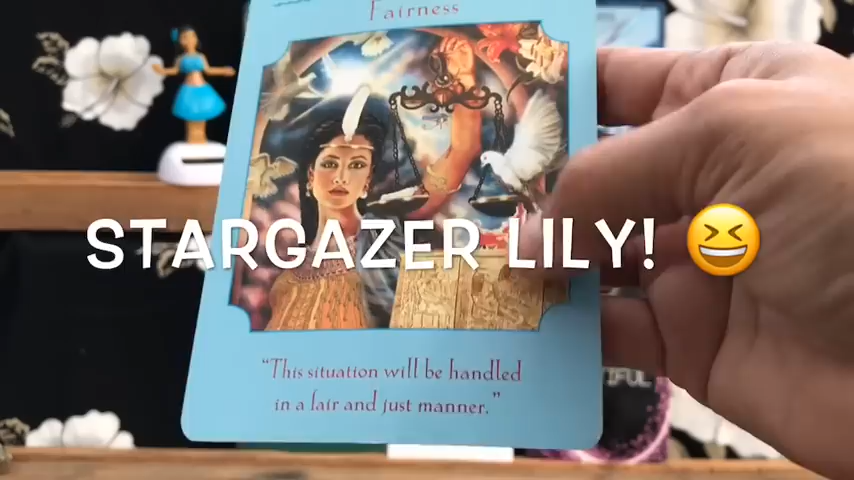 Fairness
STARGAZER LILY! 😆
"This situation will be handled
in a fair and just manner."